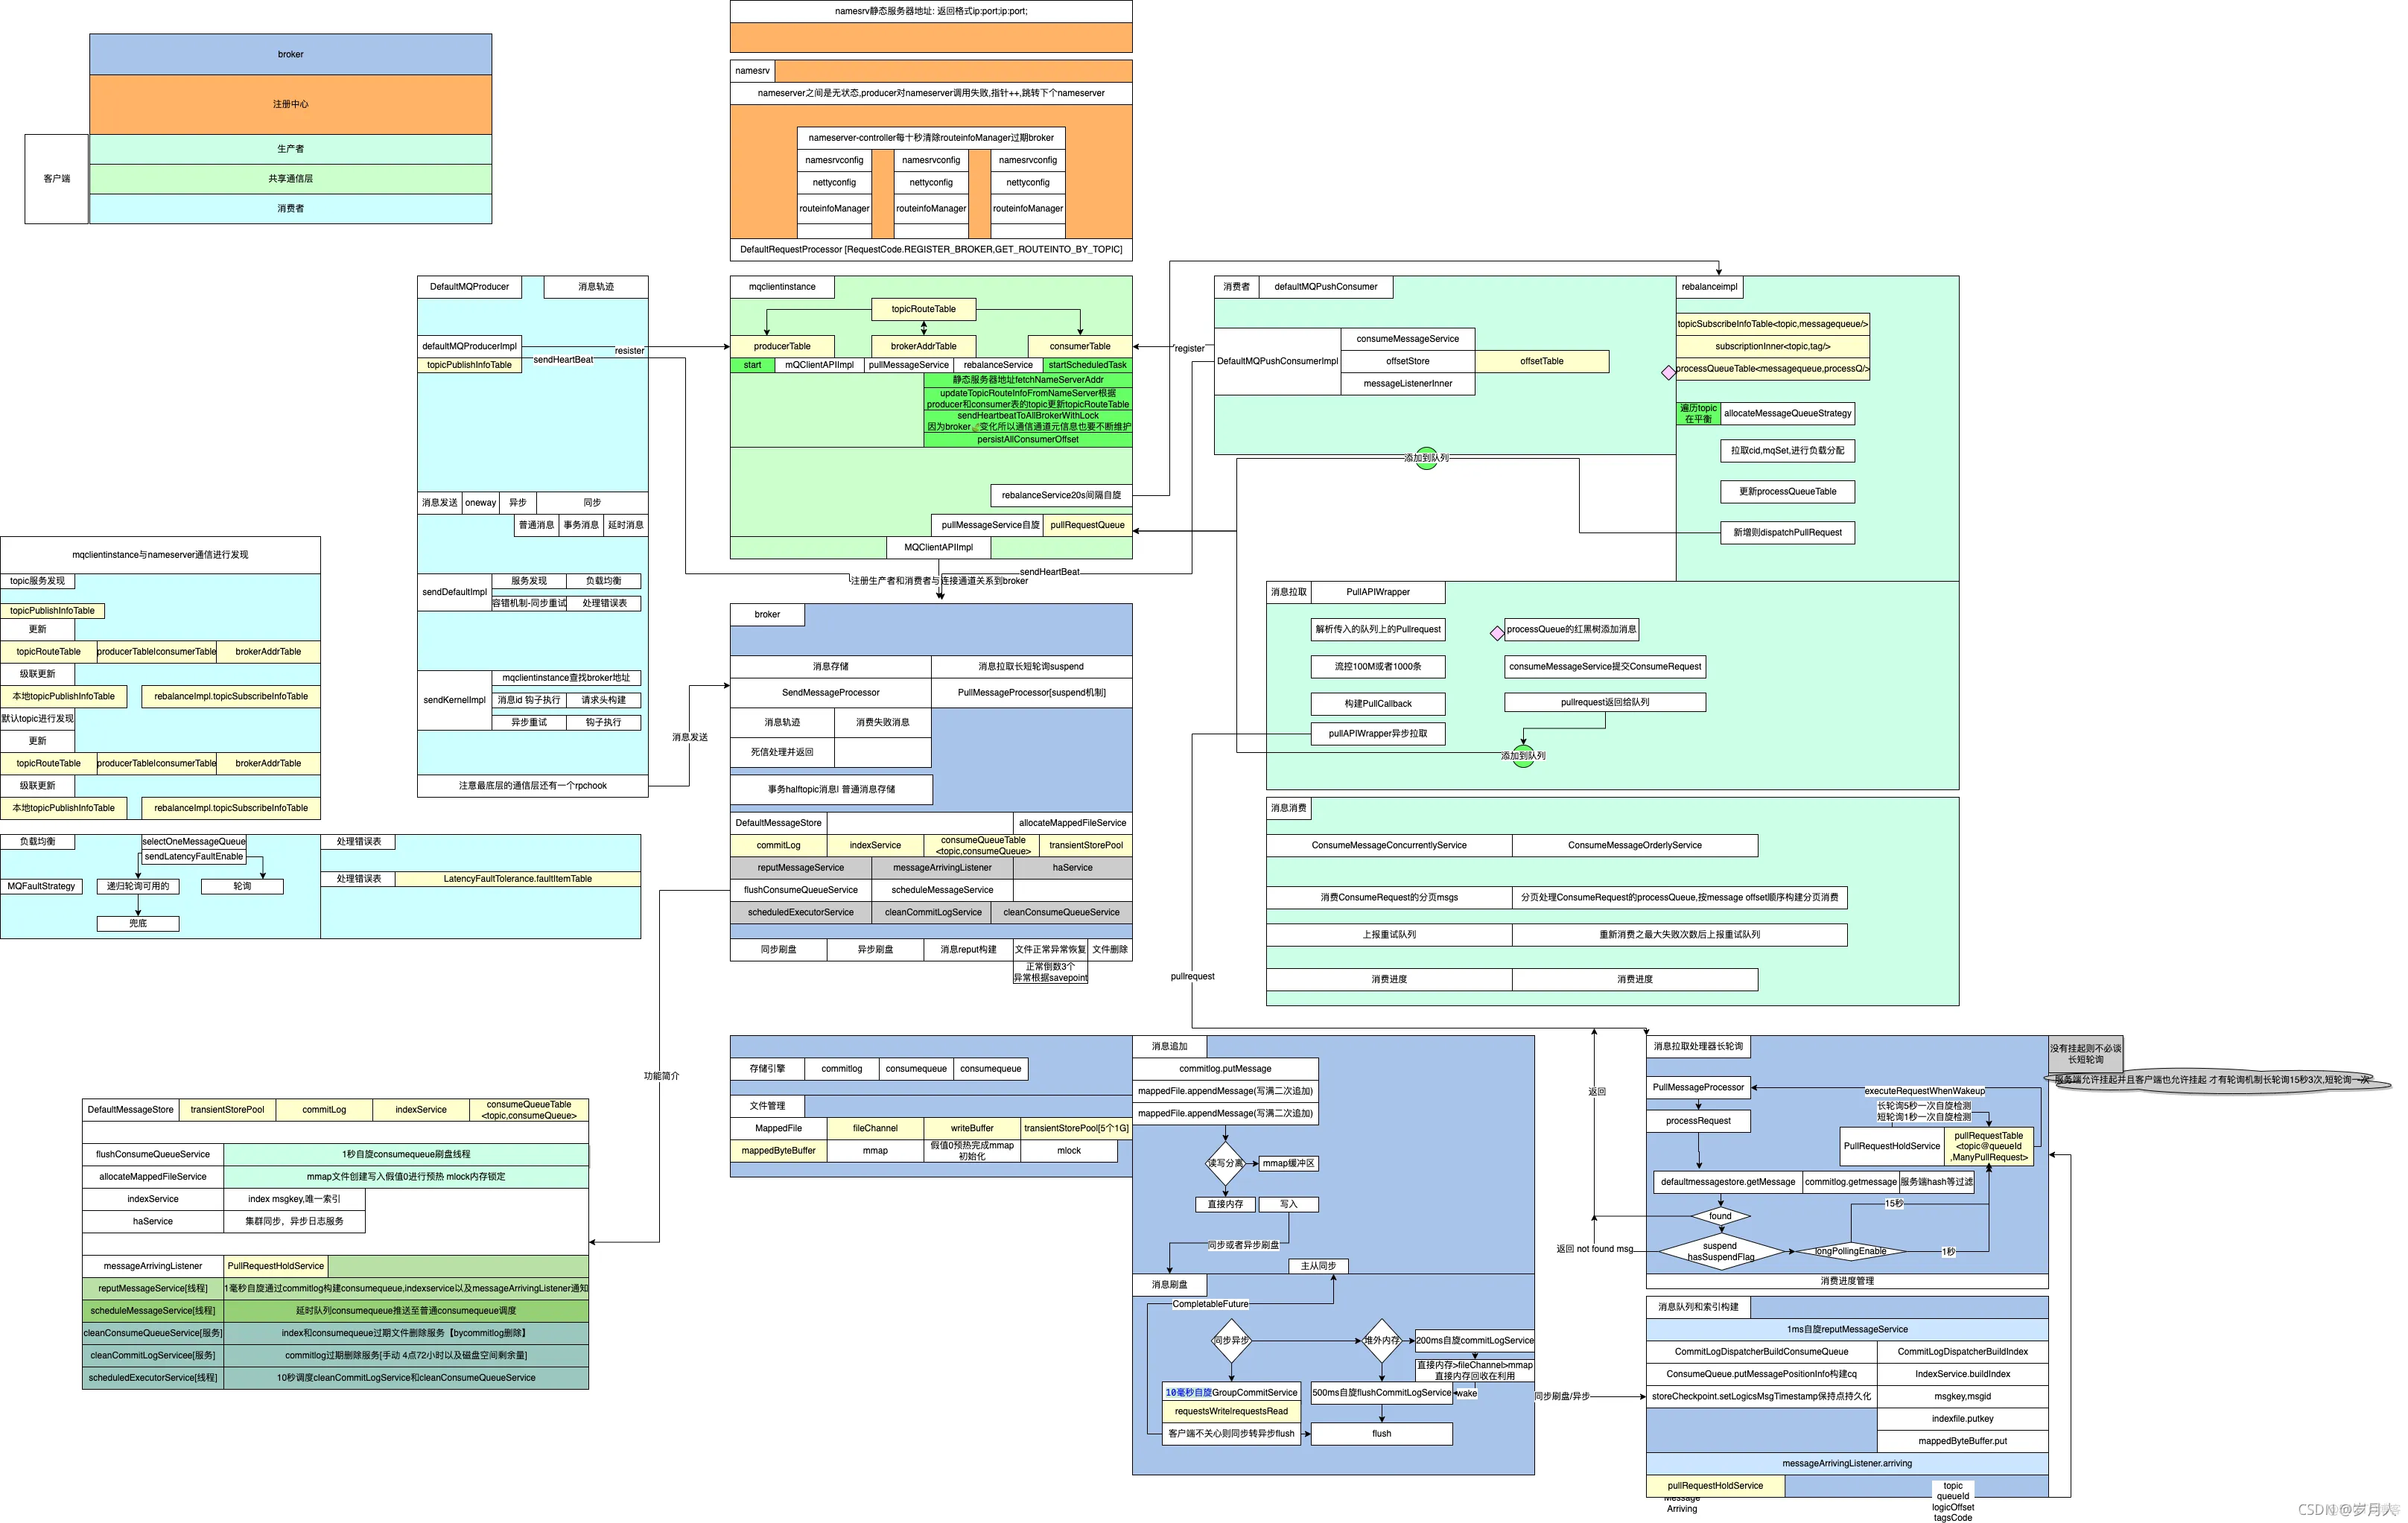 namesrv静态服务器地址: 返回格式ip:port;ip:port;
broker
注册中心
客户端
生产者
共享通信层
消费者
namesrv
nameserver之间是无状态,producer对nameserver调用失败,指针++,跳转下个nameserver
nameserver-controller每十秒清除routeinfoManager过期broker
namesrvconfig
namesrvconfig
namesrvconfig
nettyconfig
nettyconfig
nettyconfig
routeinfoManager
routeinfoManager
routeinfoManager
DefaultRequestProcessor [RequestCode.REGISTER_BROKER,GET_ROUTEINTO_BY_TOPIC]
DefaultMQProducer
消息轨迹
defaultMQProducerImpl
topicPublishInfoTable
resister
sendHeartBeat
消息发送
oneway
异步
同步
普通消息
事务消息
延时消息
sendDefaultImpl
服务发现
负载均衡
容错机制-同步重试
处理错误表
sendKernelImpl
mqclientinstance查找broker地址
消息id 钩子执行
请求头构建
异步重试
钩子执行
注意最底层的通信层还有一个rpchook
消息发送
mqclientinstance
topicRouteTable
producerTable
brokerAddrTable
consumerTable
start
mQClientAPIImpl
pullMessageService
rebalanceService
startScheduledTask
静态服务器地址fetchNameServerAddr
updateTopicRouteInfoFromNameServer根据
producer和consumer表的topic更新topicRouteTable
sendHeartbeatToAllBrokerWithLock
因为broker变化所以通信通道元信息也要不断维护
persistAllConsumerOffset
rebalanceService20s间隔自旋
pullMessageService自旋
pullRequestQueue
MQClientAPIImpl
注册生产者和消费者与连接通道关系到broker
sendHeartBeat
register
消费者
defaultMQPushConsumer
DefaultMQPushConsumerImpl
consumeMessageService
offsetStore
offsetTable
messageListenerInner
添加到队列
rebalanceimpl
topicSubscribeInfoTable<topic,messagequeue/>
subscriptionInner<topic,tag/>
processQueueTable<messagequeue,processQ/>
遍历topic
在平衡
allocateMessageQueueStrategy
拉取cid,mqSet,进行负载分配
更新processQueueTable
新增则dispatchPullRequest
消息拉取
PullAPIWrapper
解析传入的队列上的Pullrequest
流控100M或者1000条
构建PullCallback
pullAPIWrapper异步拉取
processQueue的红黑树添加消息
consumeMessageService提交ConsumeRequest
pullrequest返回给队列
添加到队列
消息消费
ConsumeMessageConcurrentlyService
ConsumeMessageOrderlyService
消费ConsumeRequest的分页msgs
分页处理ConsumeRequest的processQueue,按message offset顺序构建分页消费
上报重试队列
重新消费之最大失败次数后上报重试队列
消费进度
消费进度
pullrequest
mqclientinstance与nameserver通信进行发现
topic服务发现
topicPublishInfoTable
更新
topicRouteTable
producerTable|consumerTable
brokerAddrTable
级联更新
本地topicPublishInfoTable
rebalanceImpl.topicSubscribeInfoTable
默认topic进行发现
更新
topicRouteTable
producerTable|consumerTable
brokerAddrTable
级联更新
本地topicPublishInfoTable
rebalanceImpl.topicSubscribeInfoTable
负载均衡
selectOneMessageQueue
sendLatencyFaultEnable
MQFaultStrategy
递归轮询可用的
轮询
兜底
处理错误表
处理错误表
LatencyFaultTolerance.faultItemTable
broker
消息存储
消息拉取长短轮询suspend
SendMessageProcessor
PullMessageProcessor[suspend机制]
消息轨迹
消费失败消息
死信处理并返回
事务halftopic消息| 普通消息存储
DefaultMessageStore
allocateMappedFileService
commitLog
indexService
consumeQueueTable
<topic,consumeQueue>
transientStorePool
reputMessageService
messageArrivingListener
haService
flushConsumeQueueService
scheduleMessageService
scheduledExecutorService
cleanCommitLogService
cleanConsumeQueueService
同步刷盘
异步刷盘
消息reput构建
文件正常异常恢复
文件删除
正常倒数3个
异常根据savepoint
功能简介
DefaultMessageStore
transientStorePool
commitLog
indexService
consumeQueueTable
<topic,consumeQueue>
flushConsumeQueueService
1秒自旋consumequeue刷盘线程
allocateMappedFileService
mmap文件创建写入假值0进行预热 mlock内存锁定
indexService
index msgkey,唯一索引
haService
集群同步，异步日志服务
messageArrivingListener
PullRequestHoldService
reputMessageService[线程]
1毫秒自旋通过commitlog构建consumequeue,indexservice以及messageArrivingListener通知
scheduleMessageService[线程]
延时队列consumequeue推送至普通consumequeue调度
cleanConsumeQueueService[服务]
index和consumequeue过期文件删除服务【bycommitlog删除】
cleanCommitLogServicee[服务]
commitlog过期删除服务[手动 4点72小时以及磁盘空间剩余量]
scheduledExecutorService[线程]
10秒调度cleanCommitLogService和cleanConsumeQueueService
存储引擎
commitlog
consumequeue
consumequeue
文件管理
MappedFile
fileChannel
writeBuffer
transientStorePool[5个1G]
mappedByteBuffer
mmap
假值0预热完成mmap
初始化
mlock
消息追加
commitlog.putMessage
mappedFile.appendMessage(写满二次追加)
mappedFile.appendMessage(写满二次追加)
读写分离
mmap缓冲区
直接内存
写入
同步或者异步刷盘
主从同步
消息刷盘
CompletableFuture
同步异步
堆外内存
200ms自旋commitLogService
直接内存>fileChannel>mmap
直接内存回收在利用
10毫秒自旋GroupCommitService
500ms自旋flushCommitLogService
wake
requestsWrite|requestsRead
客户端不关心则同步转异步flush
flush
同步刷盘/异步
返回
返回 not found msg
消息拉取处理器长轮询
没有挂起则不必谈
长短轮询
服务端允许挂起并且客户端也允许挂起 才有轮询机制长轮询15秒3次,短轮询一次
PullMessageProcessor
executeRequestWhenWakeup
processRequest
长轮询5秒一次自旋检测
短轮询1秒一次自旋检测
PullRequestHoldService
pullRequestTable
<topic@queueId
,ManyPullRequest>
defaultmessagestore.getMessage
commitlog.getmessage
服务端hash等过滤
found
15秒
suspend
hasSuspendFlag
longPollingEnable
1秒
消费进度管理
消息队列和索引构建
1ms自旋reputMessageService
CommitLogDispatcherBuildConsumeQueue
CommitLogDispatcherBuildIndex
ConsumeQueue.putMessagePositionInfo构建cq
IndexService.buildIndex
storeCheckpoint.setLogicsMsgTimestamp保持点持久化
msgkey,msgid
indexfile.putkey
mappedByteBuffer.put
messageArrivingListener.arriving
pullRequestHoldService
Message
Arriving
topic
queueId
logicOffset
tagsCode
CSDN @岁月人